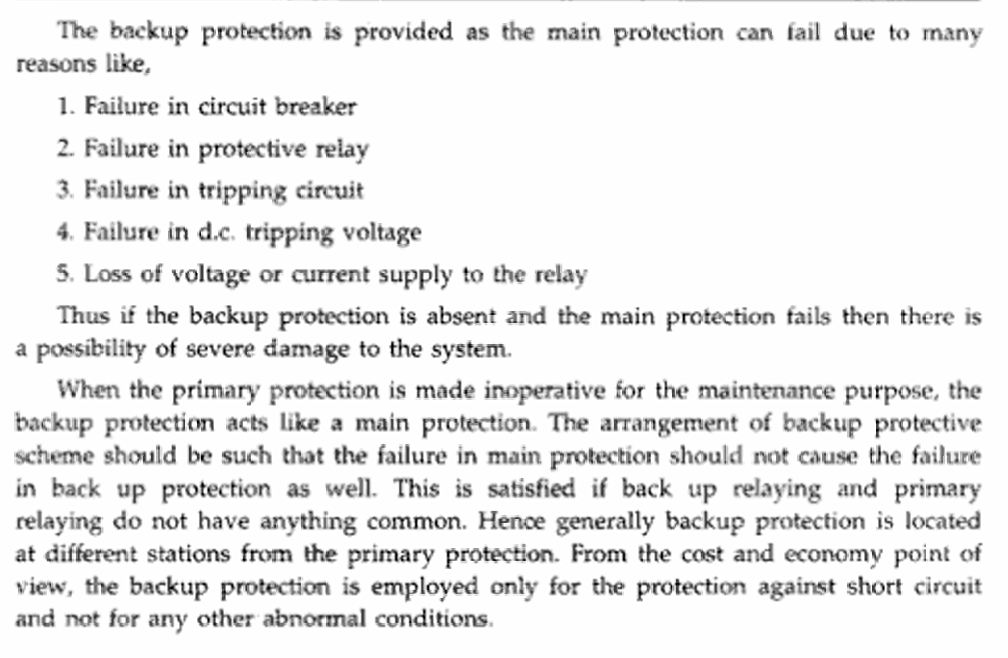 The backup protection is provided as the main protection can fail due to many
reasons like,
1. Failure in circuit breaker
2. Failure in protective relay
3. Failure in tripping circuit
4. Failure in d.c. tripping voltage
5. Loss of voltage or current supply to the relay
Thus if the backup protection is absent and the main protection fails then there is
a possibility of severe damage to the system.
When the primary protection is made inoperative for the maintenance purpose, the
backup protection acts like a main protection. The arrangement of backup protective
scheme should be such that the failure in main protection should not cause the failure
in back up protection as well. This is satisfied if back up relaying and primary
relaying do not have anything common. Hence generally backup protection is located
at different stations from the primary protection. From the cost and economy point of
view, the backup protection is employed only for the protection against short circuit
and not for any other abnormal conditions.